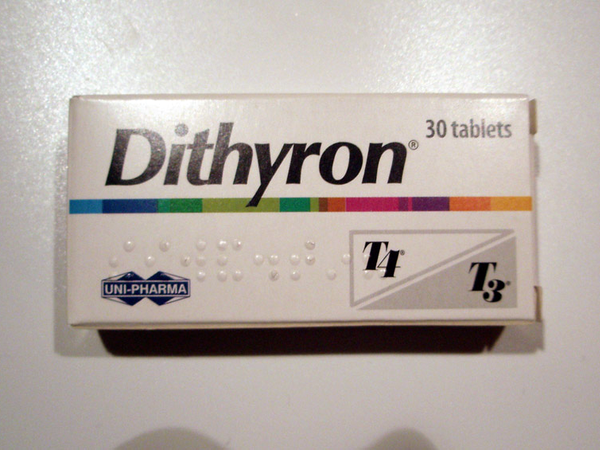 30 tablets
Dithyron®
T4®
T3®
UNI-PHARMA